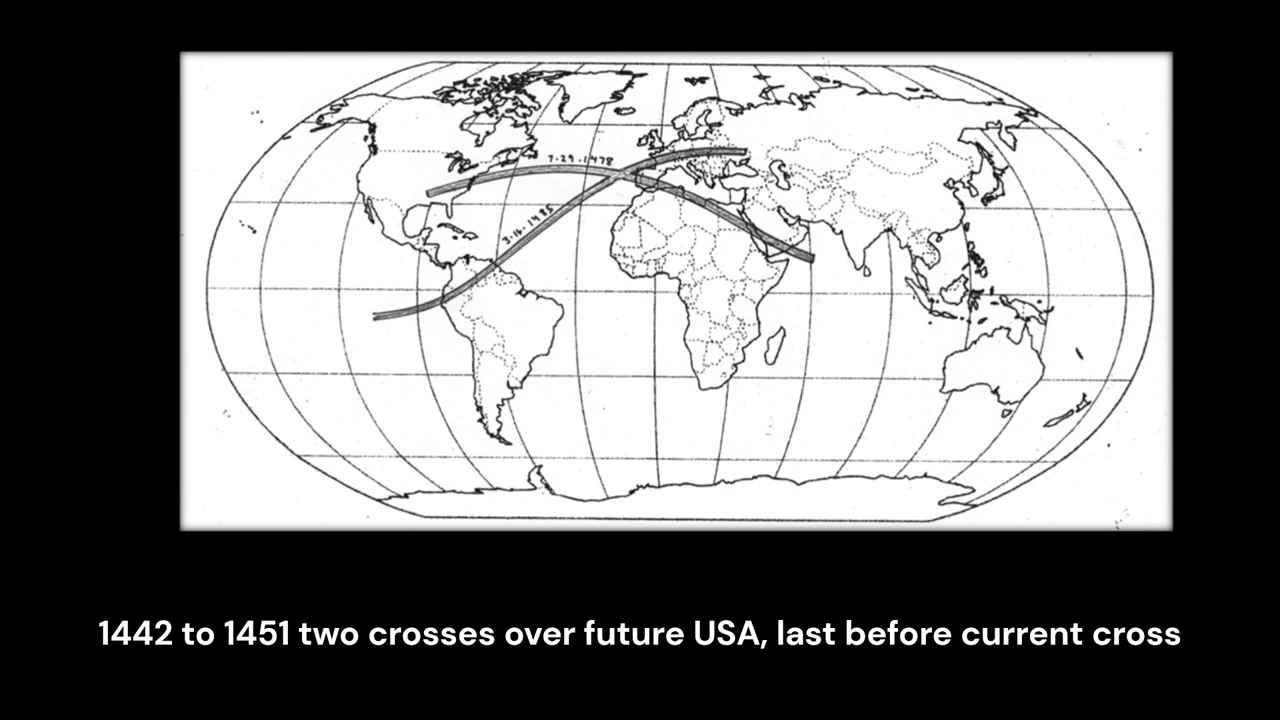 7.29.1478
3.16.1485
1442 to 1451 two crosses over future USA, last before current cross